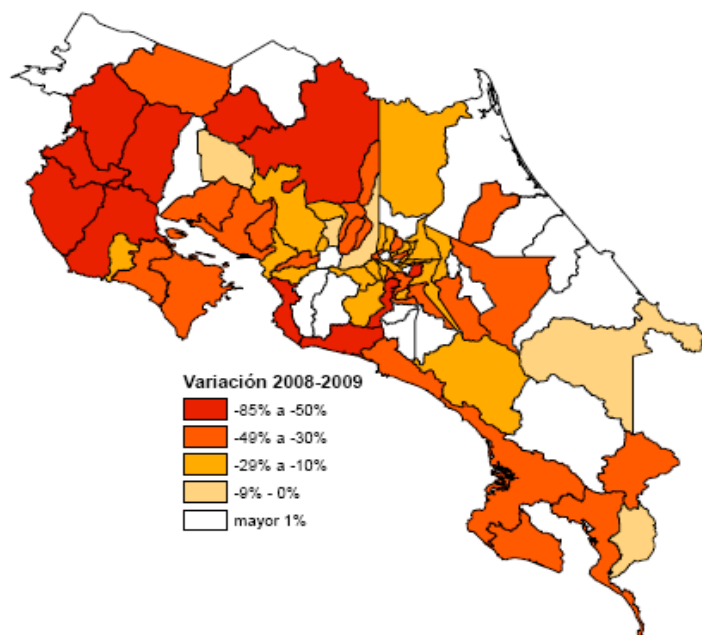 Variación 2008-2009
-85% a -50%
-49% a -30%
-29% a -10%
-9% - 0%
mayor 1%